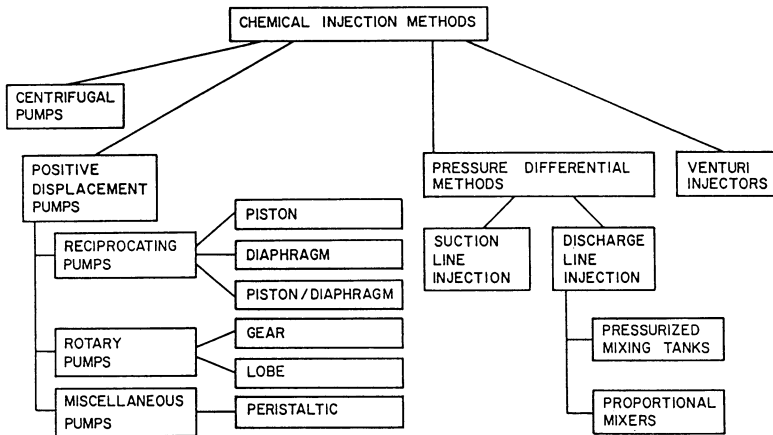 CHEMICAL INJECTION METHODS
CENTRIFUGAL
PUMPS
POSITIVE
DISPLACEMENT
PUMPS
RECIPROCATING
PUMPS
PISTON
DIAPHRAGM
PISTON/DIAPHRAGM
ROTARY
PUMPS
GEAR
LOBE
MISCELLANEOUS
PUMPS
PERISTALTIC
PRESSURE DIFFERENTIAL
METHODS
SUCTION
LINE
INJECTION
DISCHARGE
LINE
INJECTION
PRESSURIZED
MIXING TANKS
PROPORTIONAL
MIXERS
VENTURI
INJECTORS